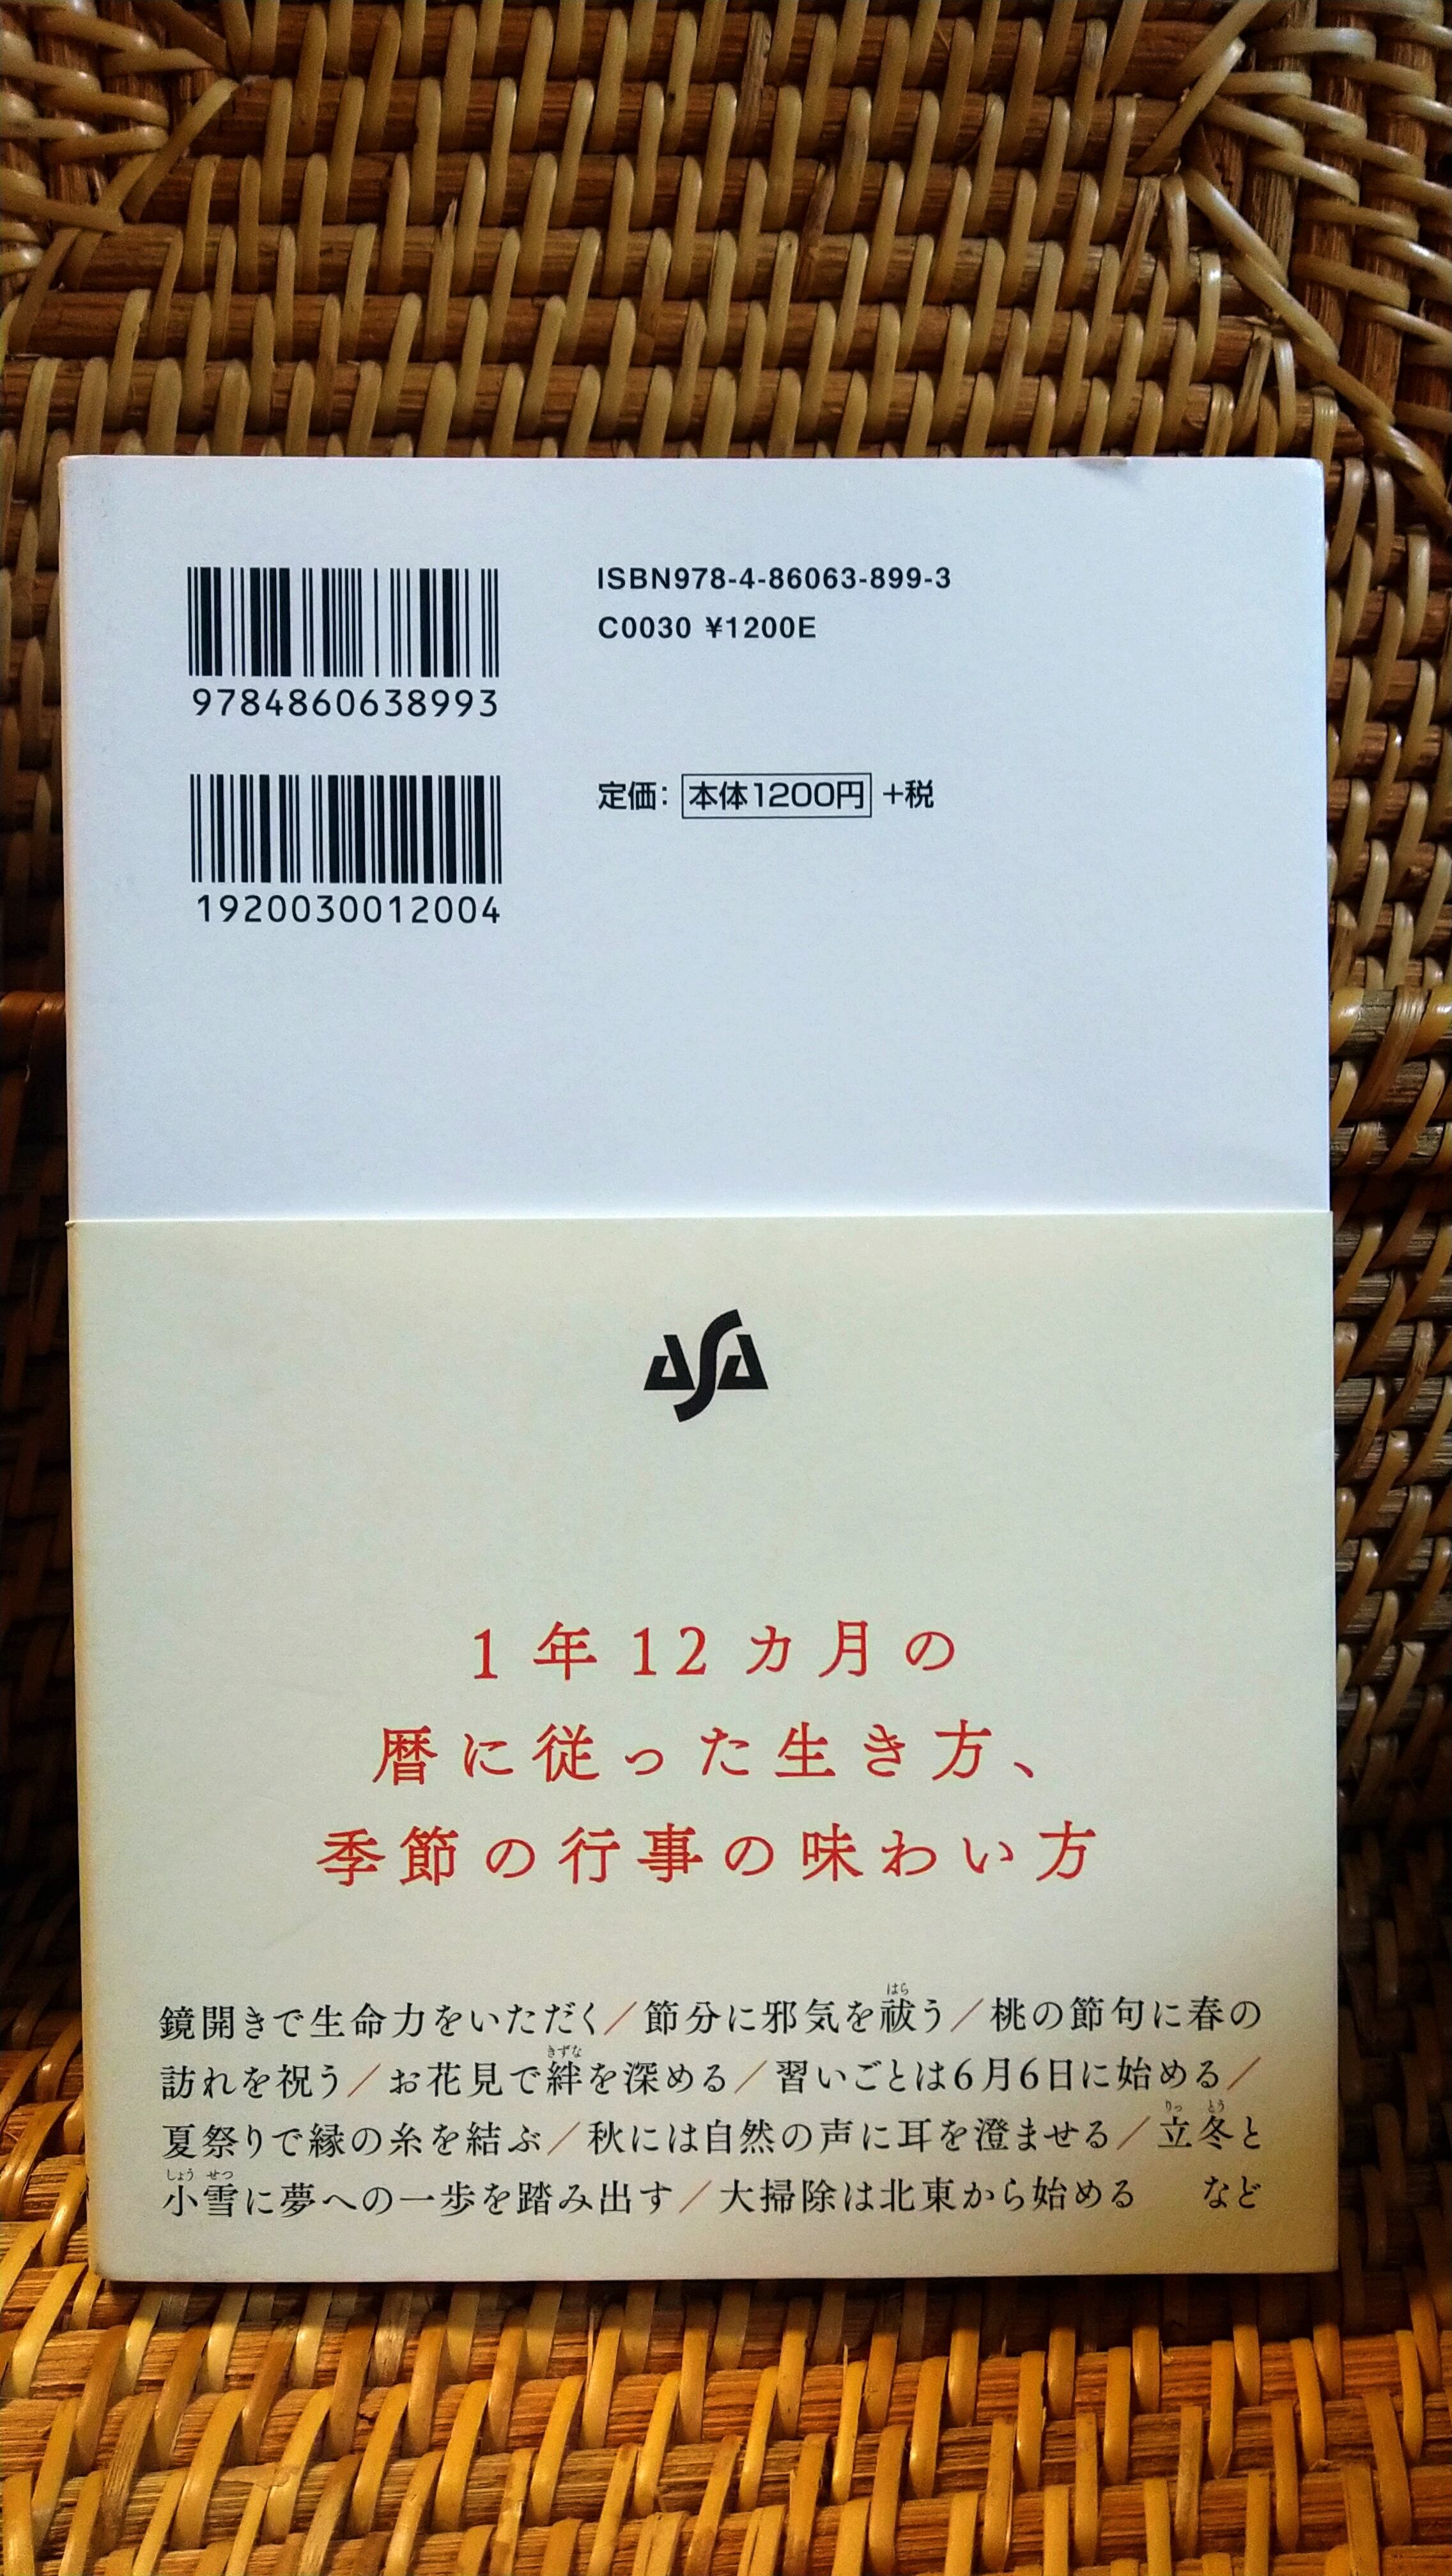 ISBN978-4-86063-899-3
C0030 ¥1200E
9784860638993
定価：本体1200円+税
1920030012004
ASA
1年12カ月の
暦に従った生き方、
季節の行事の味わい方
鏡開きで生命力をいただく／節分に邪気を祓う／桃の節句に春の
訪れを祝う／お花見で絆を深める／習いごとは6月6日に始める／
夏祭りで縁の糸を結ぶ／秋には自然の声に耳を澄ませる／立冬と
小雪に夢への一歩を踏み出す／大掃除は北東から始める　など